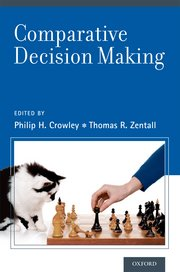 Comparative
Decision Making
EDITED BY
Philip H. Crowley * Thomas R. Zentall
OXFORD